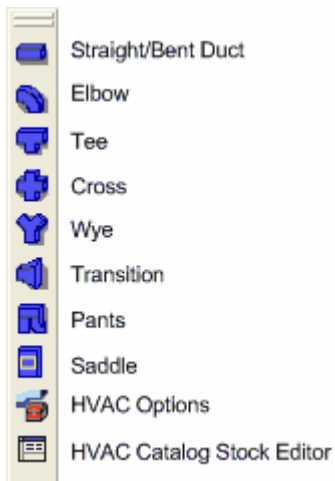 Straight/Bent Duct
Elbow
Tee
Cross
Wye
Transition
Pants
Saddle
HVAC Options
HVAC Catalog Stock Editor